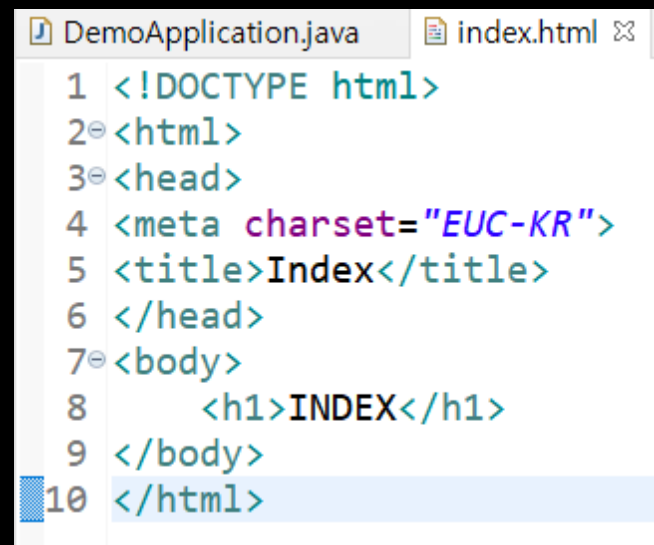 DemoApplication.java index.html
1 <!DOCTYPE html>
2 <html>
3 <head>
4 <meta charset="EUC-KR">
5 <title>Index</title>
6 </head>
7 <body>
8 <h1>INDEX</h1>
9 </body>
10 </html>